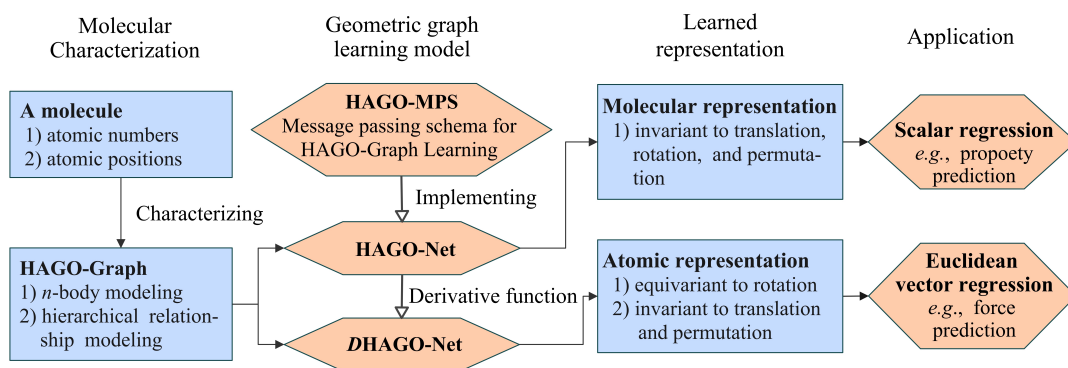 Molecular
Characterization
Geometric graph
learning model
Learned
representation
Application
A molecule
1) atomic numbers
2) atomic positions
HAGO-MPS
Message passing schema for
HAGO-Graph Learning
Molecular representation
1) invariant to translation,
rotation, and permuta-
tion
Scalar regression
e.g., propoety
prediction
Characterizing
Implementing
HAGO-Graph
1) n-body modeling
2) hierarchical relation-
ship modeling
HAGO-Net
Derivative function
DHAGO-Net
Atomic representation
1) equivariant to rotation
2) invariant to translation
and permutation
Euclidean
vector regression
e.g., force
prediction